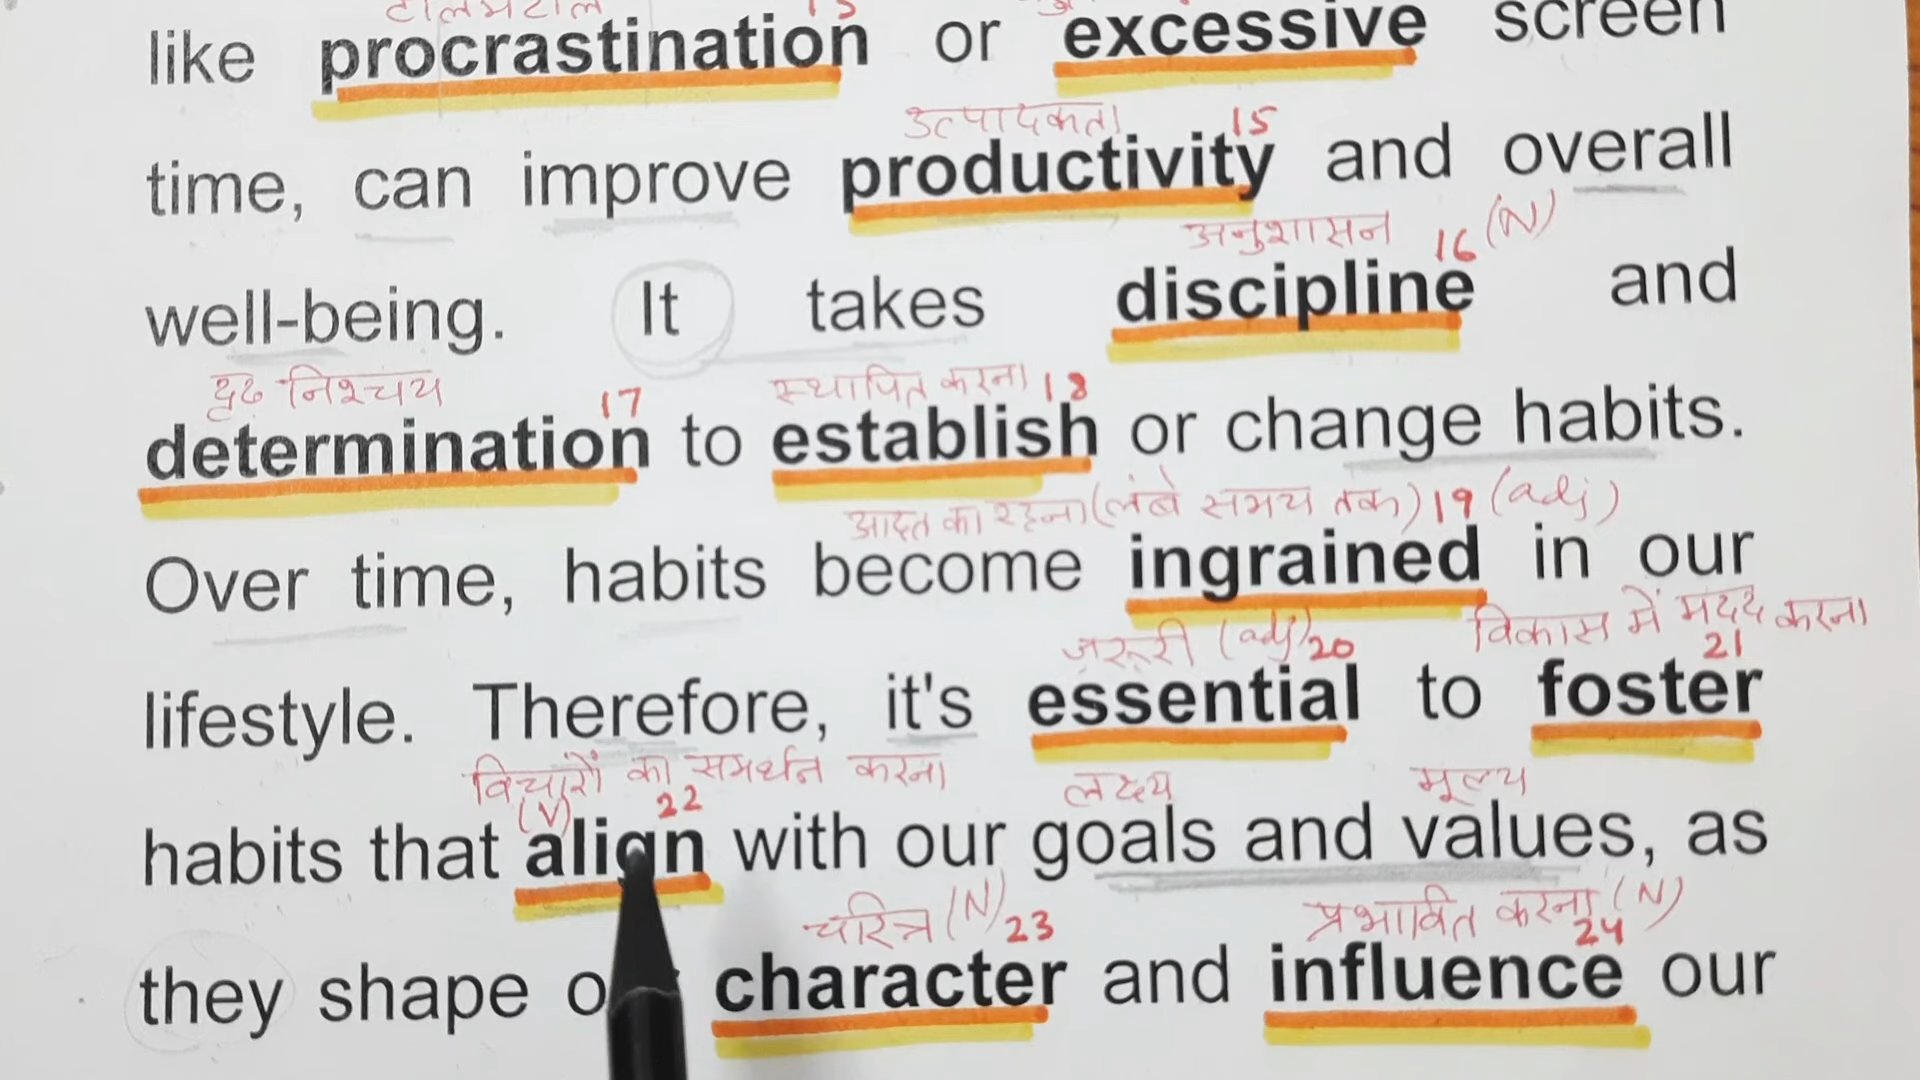 टालमटोल
like procrastination or excessive screen
उत्पादकता 15
time, can improve productivity and overall
अनुशासन 16 (N)
well-being. It takes discipline and
दृढ़ निश्चय 17 स्थापित करना 18
determination to establish or change habits.
आदत का रहना (लंबे समय तक) 19 (adj)
Over time, habits become ingrained in our
ज़रूरी (adj) 20 विकास में मदद करना 21
lifestyle. Therefore, it's essential to foster
विचारों का समर्थन करना (V) 22 लक्ष्य मूल्य
habits that align with our goals and values, as
चरित्र (N) 23 प्रभावित करना (N) 24
they shape character and influence our